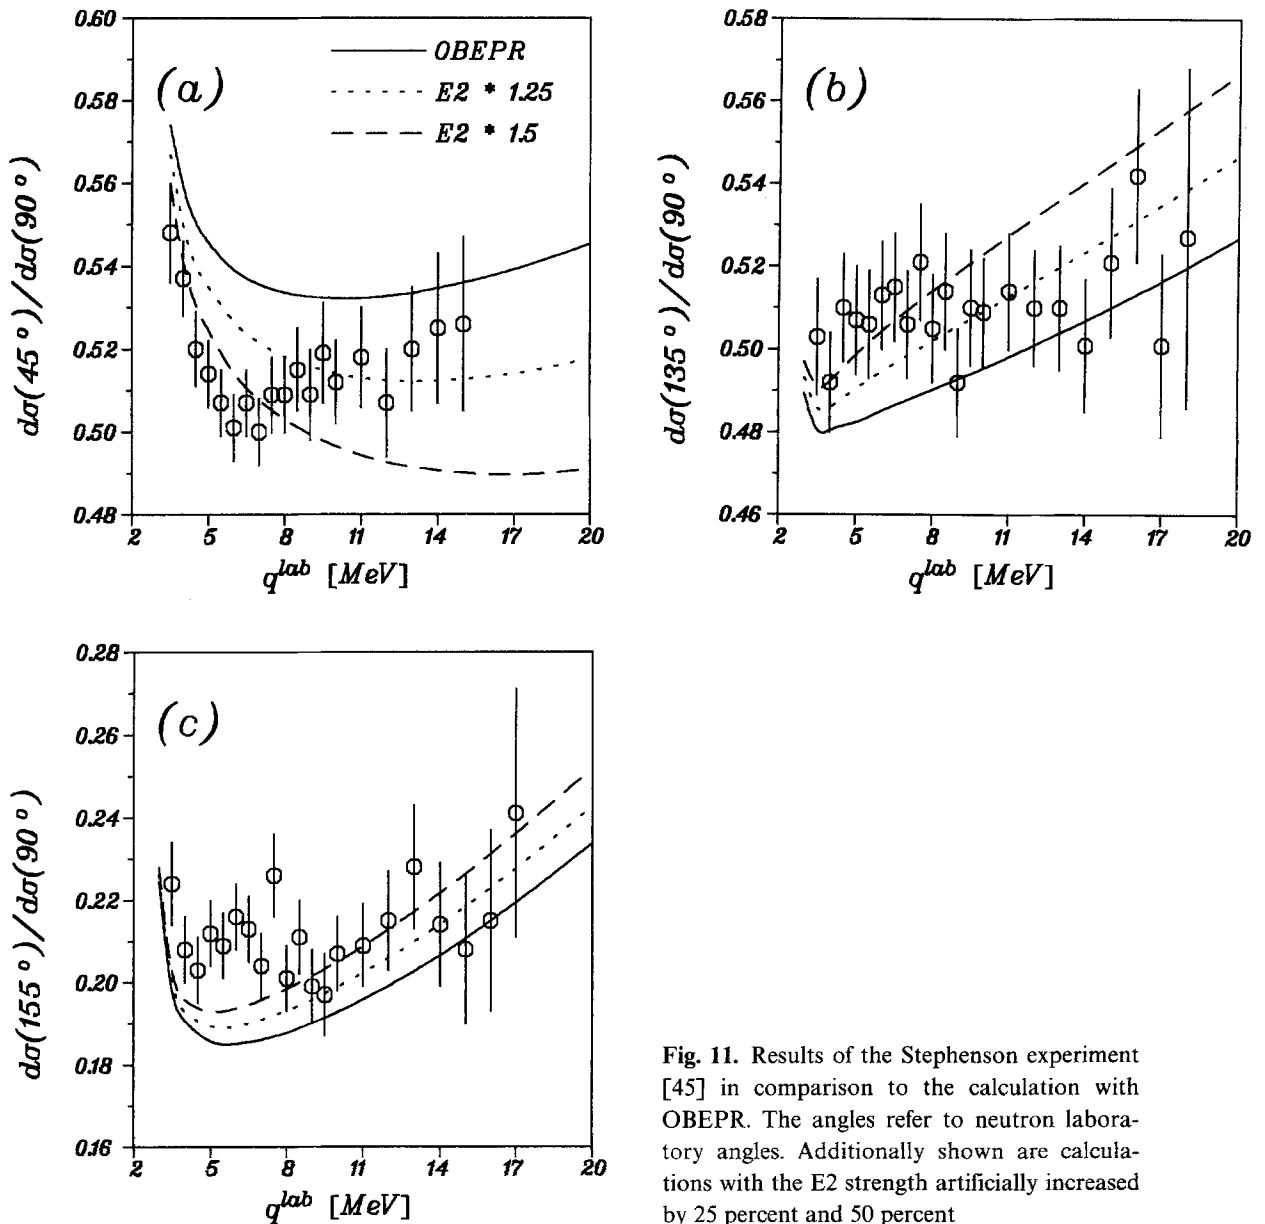 0.60
0.58
0.56
0.54
0.52
0.50
0.48
dσ(45°)/dσ(90°)
(a)
OBEPR
E2 * 1.25
E2 * 1.5
2 5 8 11 14 17 20
q^lab [MeV]
0.58
0.56
0.54
0.52
0.50
0.48
0.46
dσ(135°)/dσ(90°)
(b)
2 5 8 11 14 17 20
q^lab [MeV]
0.28
0.26
0.24
0.22
0.20
0.18
0.16
dσ(155°)/dσ(90°)
(c)
2 5 8 11 14 17 20
q^lab [MeV]
Fig. 11. Results of the Stephenson experiment
[45] in comparison to the calculation with
OBEPR. The angles refer to neutron labora-
tory angles. Additionally shown are calcula-
tions with the E2 strength artificially increased
by 25 percent and 50 percent